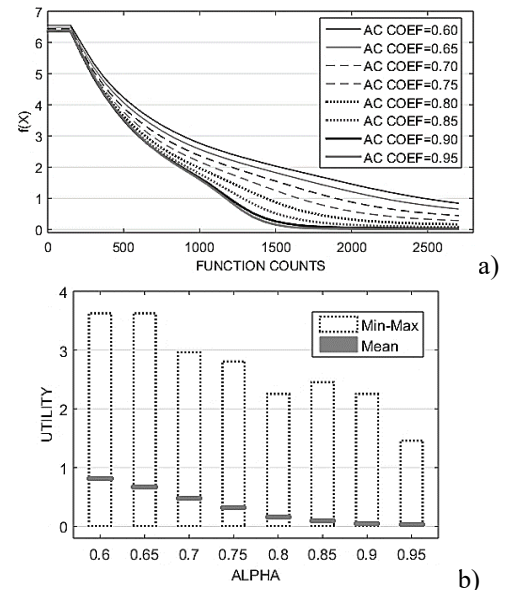 7
6
5
4
3
2
1
0
f(X)
AC COEF=0.60
AC COEF=0.65
AC COEF=0.70
AC COEF=0.75
AC COEF=0.80
AC COEF=0.85
AC COEF=0.90
AC COEF=0.95
0 500 1000 1500 2000 2500
FUNCTION COUNTS
a)
4
3
2
1
0
UTILITY
Min-Max
Mean
0.6 0.65 0.7 0.75 0.8 0.85 0.9 0.95
ALPHA
b)